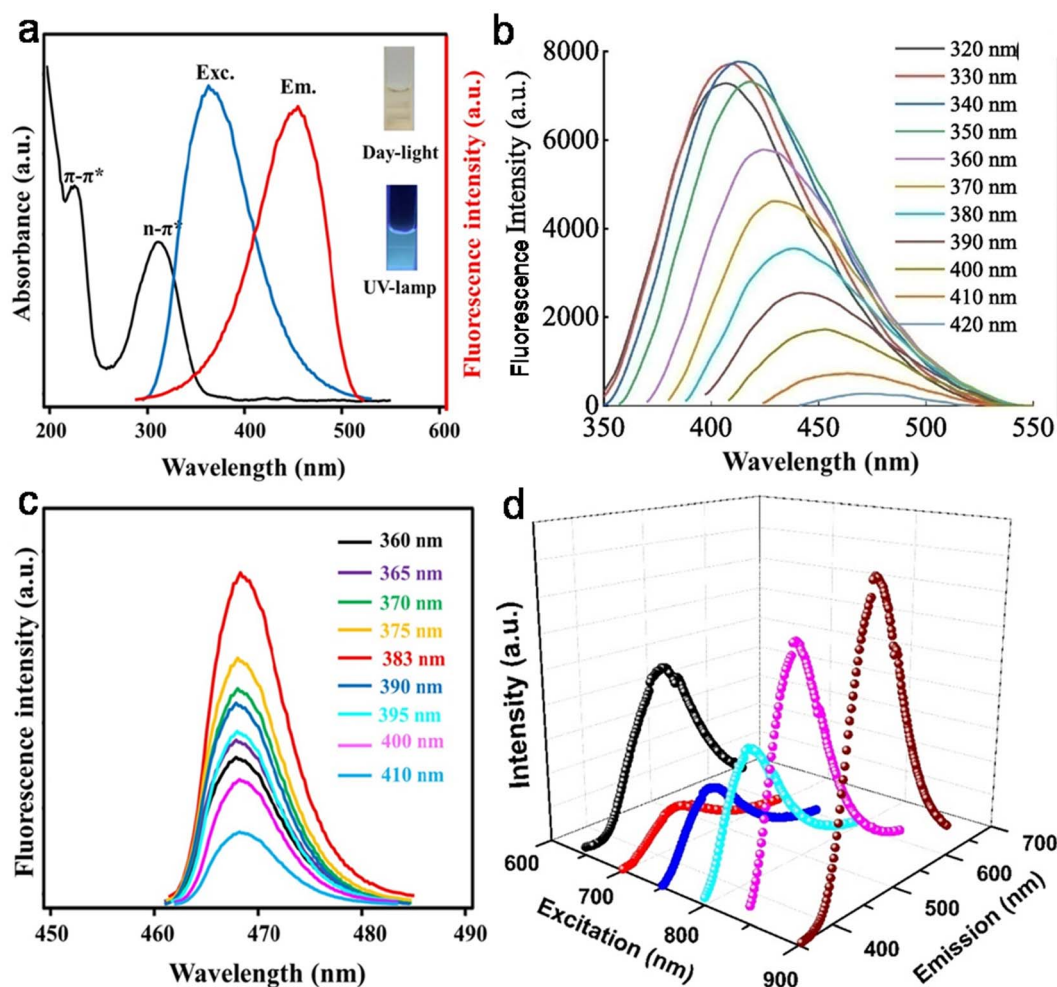 a
Absorbance (a.u.)
π-π*
n-π*
Exc.
Em.
Day-light
UV-lamp
Fluorescence intensity (a.u.)
200 300 400 500 600
Wavelength (nm)
b
Fluorescence Intensity (a.u.)
8000
6000
4000
2000
0
320 nm
330 nm
340 nm
350 nm
360 nm
370 nm
380 nm
390 nm
400 nm
410 nm
420 nm
350 400 450 500 550
Wavelength (nm)
c
Fluorescence intensity (a.u.)
360 nm
365 nm
370 nm
375 nm
383 nm
390 nm
395 nm
400 nm
410 nm
450 460 470 480 490
Wavelength (nm)
d
Intensity (a.u.)
600
700
800
900
Excitation (nm)
400
500
600
700
Emission (nm)